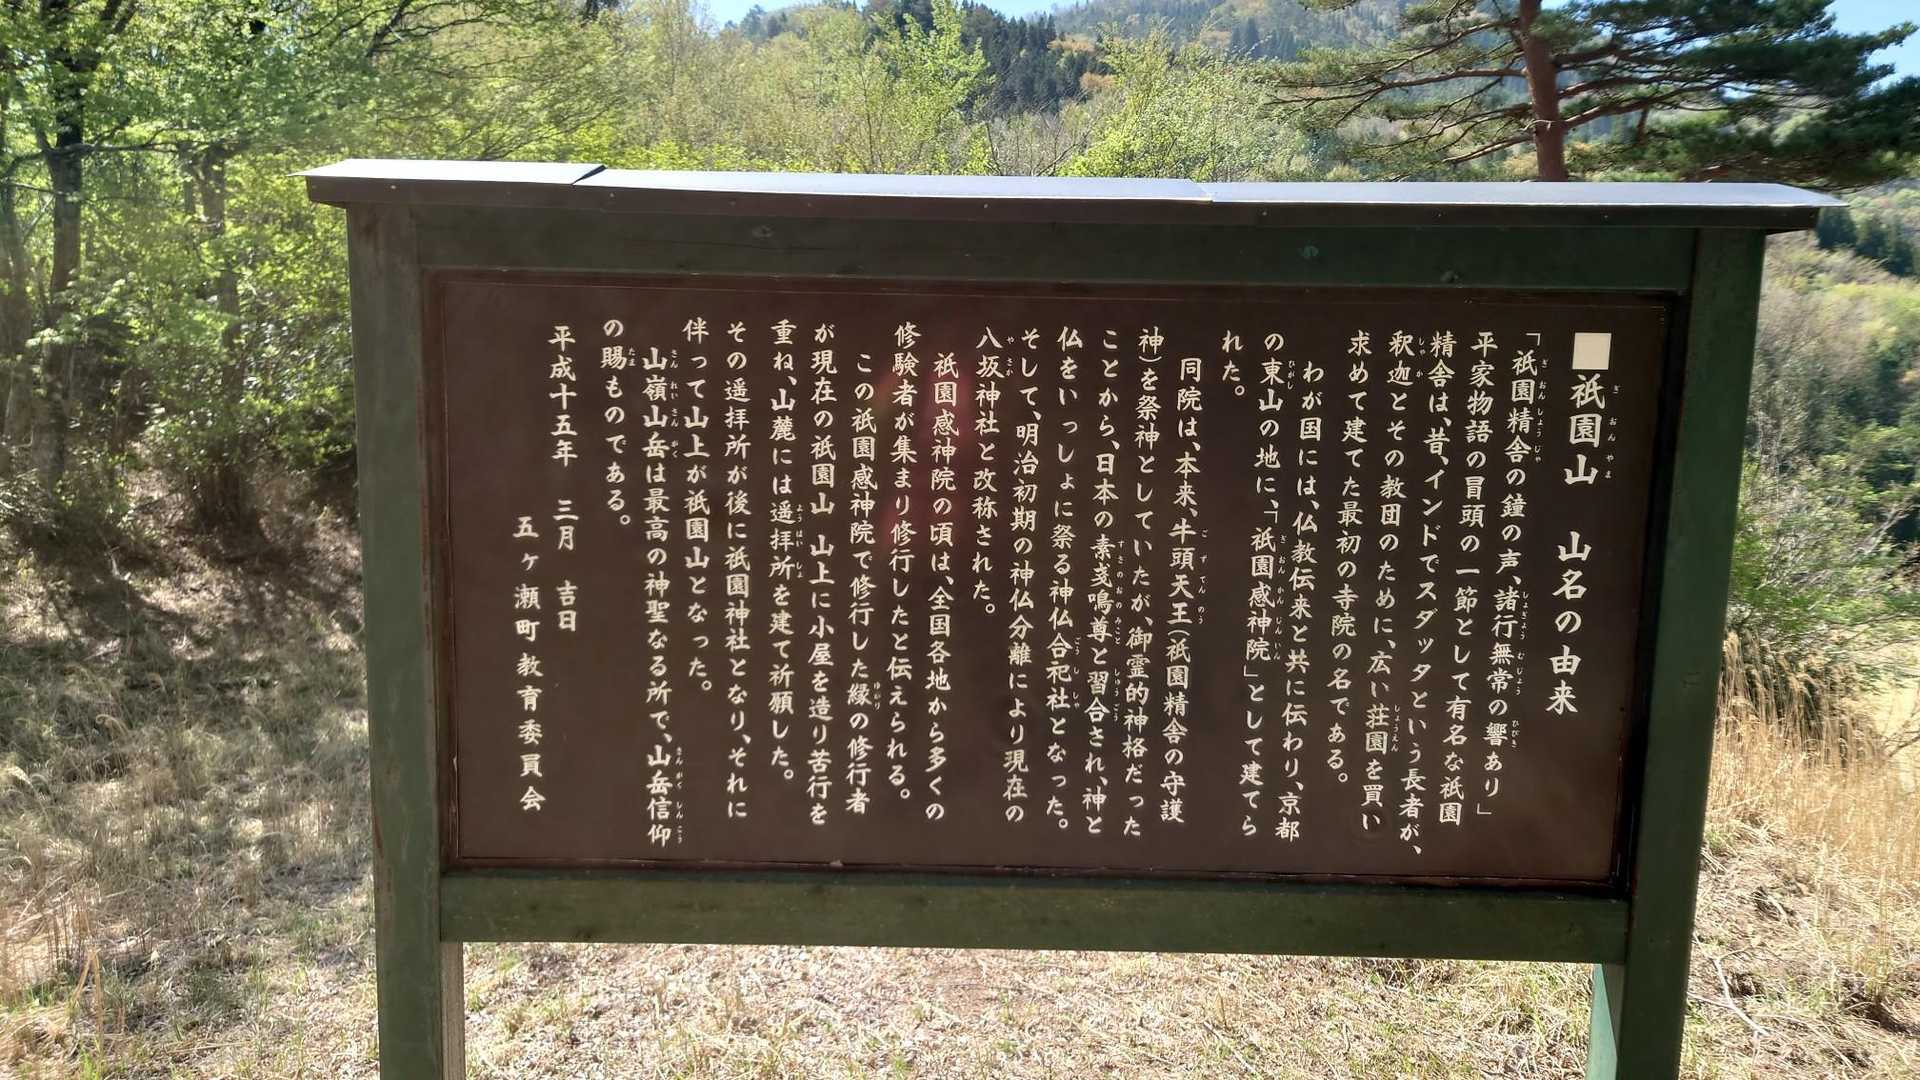 ■祇園山　山名の由来
「祇園精舎の鐘の声、諸行無常の響あり」
平家物語の冒頭の一節として有名な祇園
精舎は、昔、インドでスダッタという長者が、
釈迦とその教団のために、広い荘園を買い
求めて建てた最初の寺院の名である。
わが国には、仏教伝来と共に伝わり、京都
の東山の地に、「祇園感神院」として建てら
れた。
同院は、本来、牛頭天王(祇園精舎の守護
神)を祭神としていたが、御霊的神格だった
ことから、日本の素戔鳴尊と習合され、神と
仏をいっしょに祭る神仏合祀社となった。
そして、明治初期の神仏分離により現在の
八坂神社と改称された。
祇園感神院の頃は、全国各地から多くの
修験者が集まり修行したと伝えられる。
この祇園感神院で修行した縁の修行者
が現在の祇園山　山上に小屋を造り苦行を
重ね、山麓には遥拝所を建て祈願した。
その遥拝所が後に祇園神社となり、それに
伴って山上が祇園山となった。
山嶺山岳は最高の神聖なる所で、山岳信仰
の賜ものである。
平成十五年　三月　吉日
五ヶ瀬町教育委員会